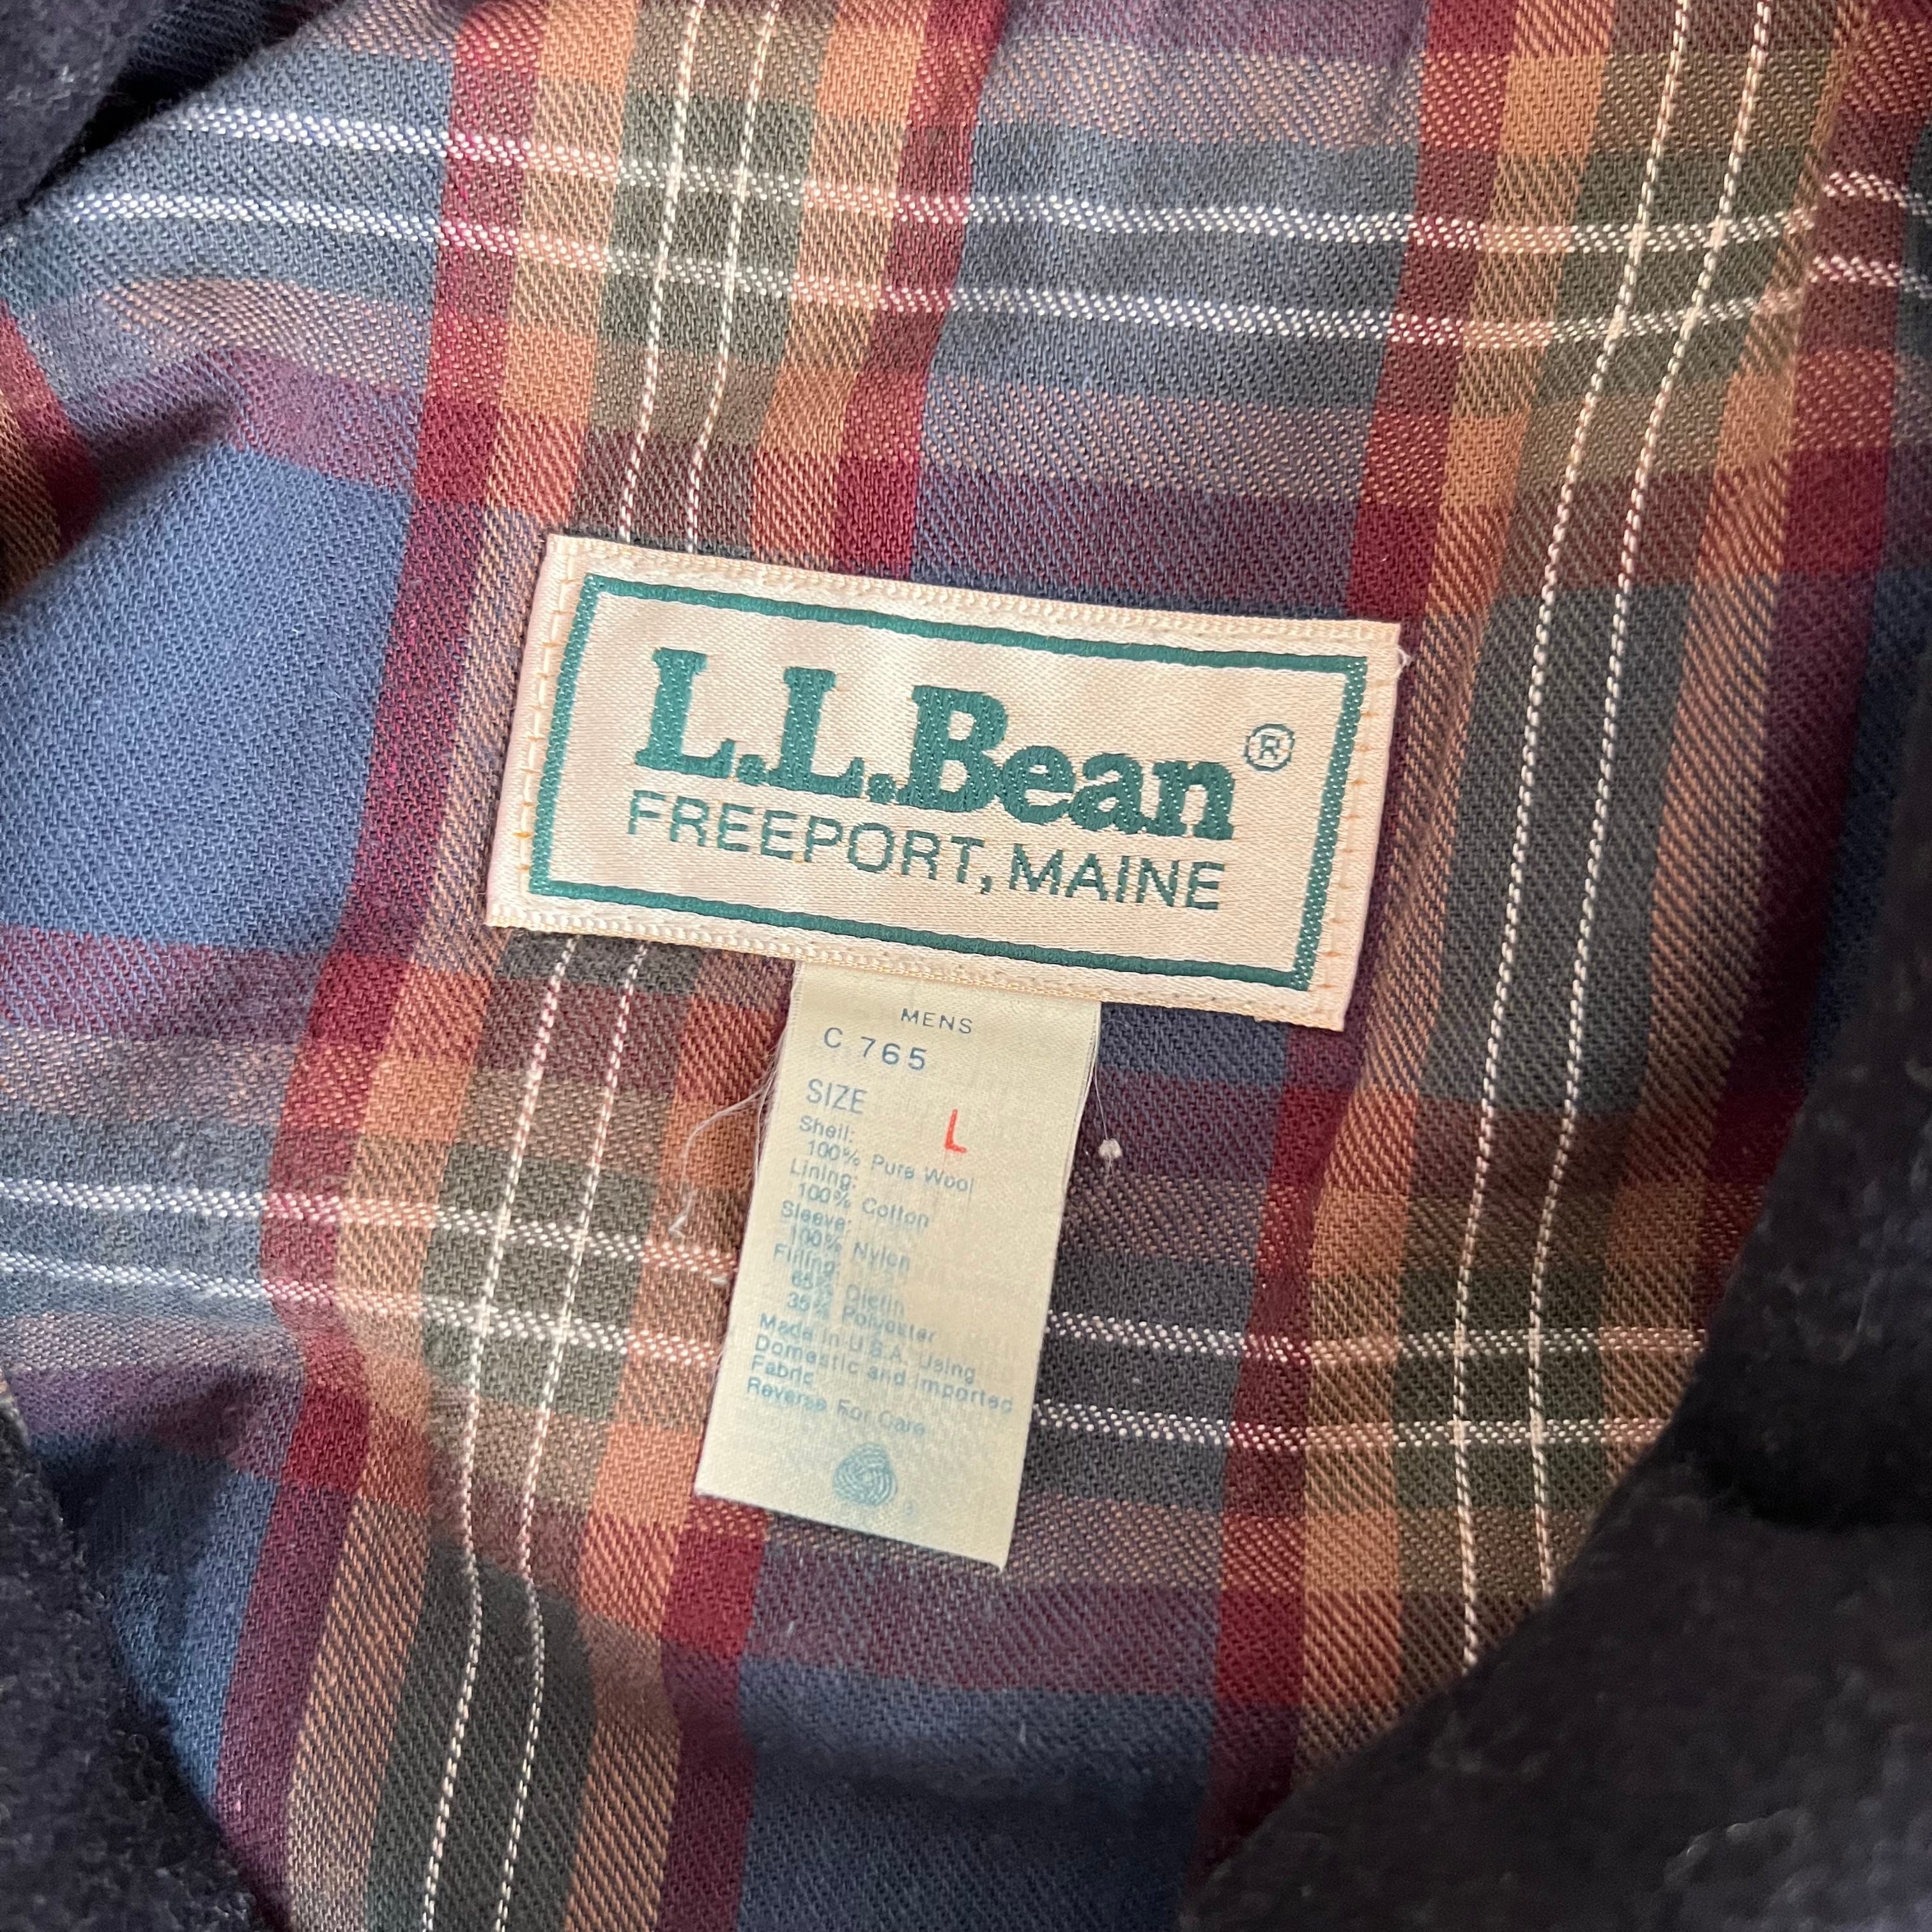 L.L.Bean®
FREEPORT, MAINE
MENS
C 765
SIZE
L
Shell:
100% Pure Wool
Lining:
100% Cotton
Sleeve:
100% Nylon
Filling:
65% Olefin
35% Polyester
Made in U.S.A. Using
Domestic and Imported
Fabric
Reverse For Care